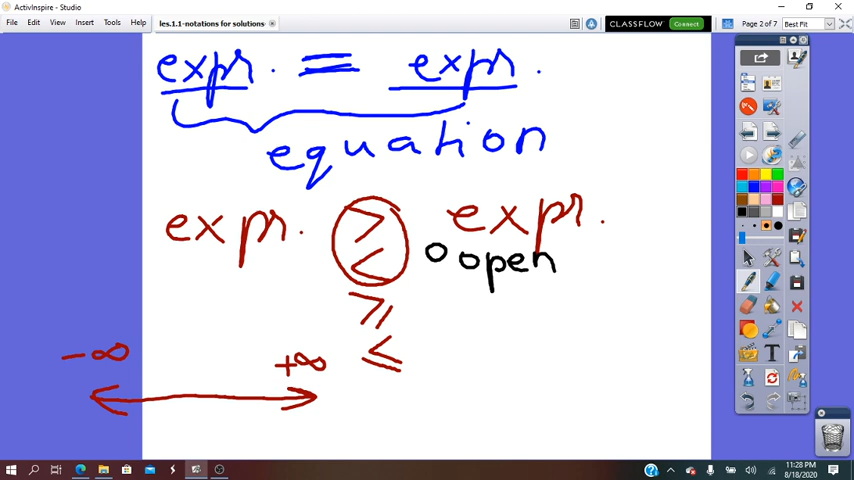 ActivInspire - Studio
File Edit View Insert Tools Help
les.1.1-notations for solution
CLASSFLOW Connect
Page 2 of 7
Best Fit
expr. = expr.
equation
expr. > expr.
< o open
≥
≤
-∞ +∞
T
11:28 PM
8/18/2020